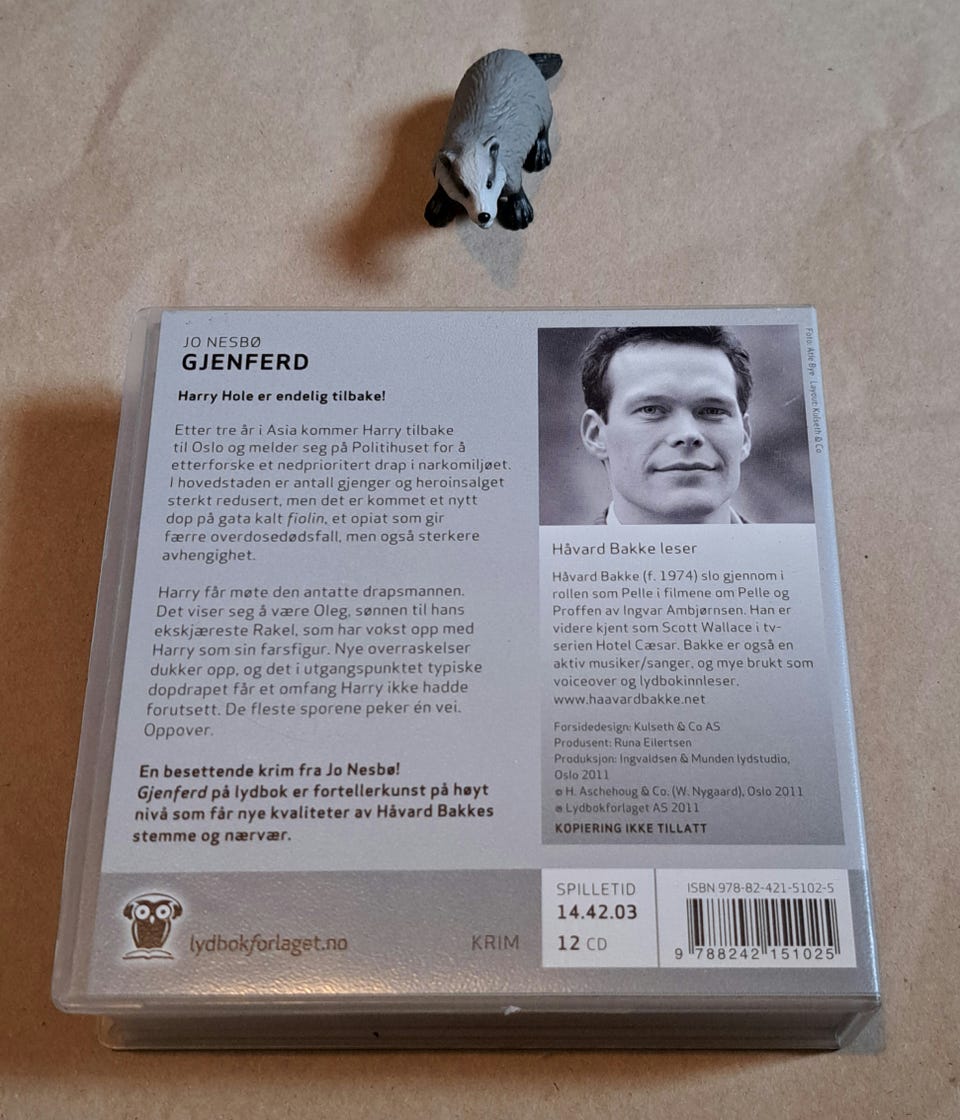 JO NESBØ
GJENFERD
Harry Hole er endelig tilbake!
Etter tre år i Asia kommer Harry tilbake
til Oslo og melder seg på Politihuset for å
etterforske et nedprioritert drap i narkomiljøet.
I hovedstaden er antall gjenger og heroinsalget
sterkt redusert, men det er kommet et nytt
dop på gata kalt fiolin, et opiat som gir
færre overdosedødsfall, men også sterkere
avhengighet.
Harry får møte den antatte drapsmannen.
Det viser seg å være Oleg, sønnen til hans
ekskjæreste Rakel, som har vokst opp med
Harry som sin farsfigur. Nye overraskelser
dukker opp, og det i utgangspunktet typiske
dopdrapet får et omfang Harry ikke hadde
forutsett. De fleste sporene peker én vei.
Oppover.
En besettende krim fra Jo Nesbø!
Gjenferd på lydbok er fortellerkunst på høyt
nivå som får nye kvaliteter av Håvard Bakkes
stemme og nærvær.
Foto: Atle Bye Layout: Kulseth & Co
Håvard Bakke leser
Håvard Bakke (f. 1974) slo gjennom i
rollen som Pelle i filmene om Pelle og
Proffen av Ingvar Ambjørnsen. Han er
videre kjent som Scott Wallace i tv-
serien Hotel Cæsar. Bakke er også en
aktiv musiker/sanger, og mye brukt som
voiceover og lydbokinnleser.
www.haavardbakke.net
Forsidedesign: Kulseth & Co AS
Produsent: Runa Eilertsen
Produksjon: Ingvaldsen & Munden lydstudio,
Oslo 2011
© H. Aschehoug & Co. (W. Nygaard), Oslo 2011
℗ Lydbokforlaget AS 2011
KOPIERING IKKE TILLATT
lydbokforlaget.no
KRIM
SPILLETID
14.42.03
12 CD
ISBN 978-82-421-5102-5
9 788242 151025